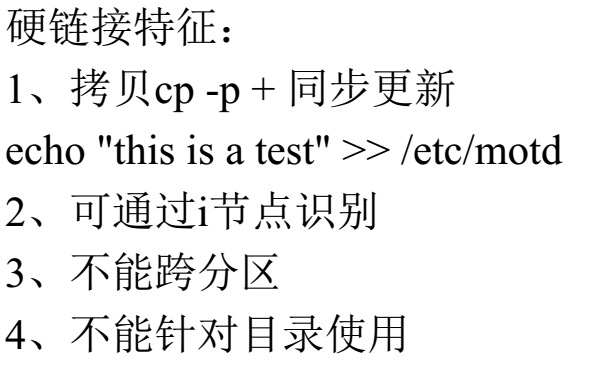 硬链接特征：
1、拷贝cp -p + 同步更新
echo "this is a test" >> /etc/motd
2、可通过i节点识别
3、不能跨分区
4、不能针对目录使用